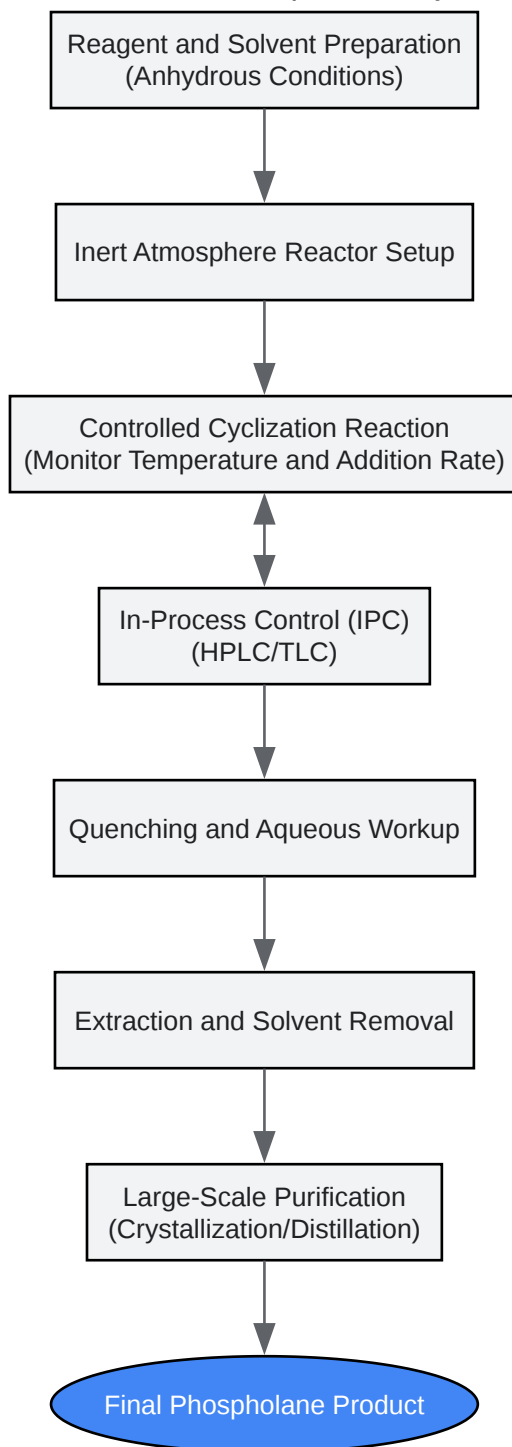 Reagent and Solvent Preparation
(Anhydrous Conditions)
Inert Atmosphere Reactor Setup
Controlled Cyclization Reaction
(Monitor Temperature and Addition Rate)
In-Process Control (IPC)
(HPLC/TLC)
Quenching and Aqueous Workup
Extraction and Solvent Removal
Large-Scale Purification
(Crystallization/Distillation)
Final Phospholane Product